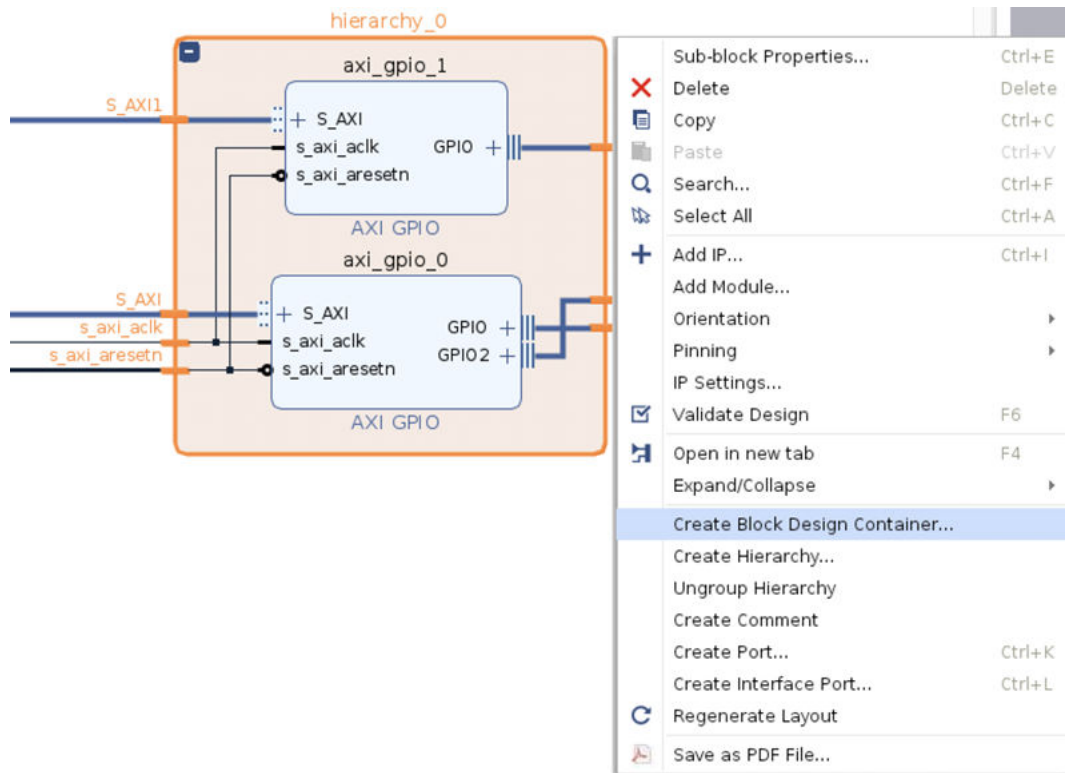 hierarchy_0
axi_gpio_1
S_AXI1
S_AXI
s_axi_aclk
GPIO
s_axi_aresetn
AXI GPIO
axi_gpio_0
S_AXI
S_AXI
s_axi_aclk
GPIO
s_axi_aclk
GPIO2
s_axi_aresetn
s_axi_aresetn
AXI GPIO
Sub-block Properties... Ctrl+E
Delete Delete
Copy Ctrl+C
Paste Ctrl+V
Search... Ctrl+F
Select All Ctrl+A
Add IP... Ctrl+I
Add Module...
Orientation
Pinning
IP Settings...
Validate Design F6
Open in new tab F4
Expand/Collapse
Create Block Design Container...
Create Hierarchy...
Ungroup Hierarchy
Create Comment
Create Port... Ctrl+K
Create Interface Port... Ctrl+L
Regenerate Layout
Save as PDF File...